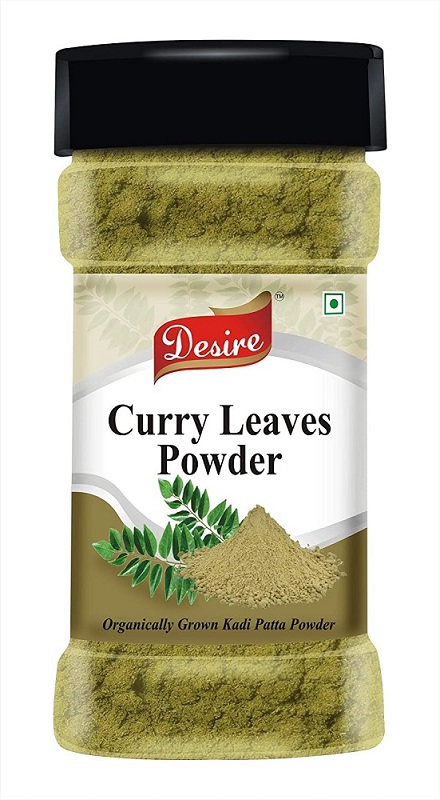 Desire
TM
Curry Leaves
Powder
Organically Grown Kadi Patta Powder